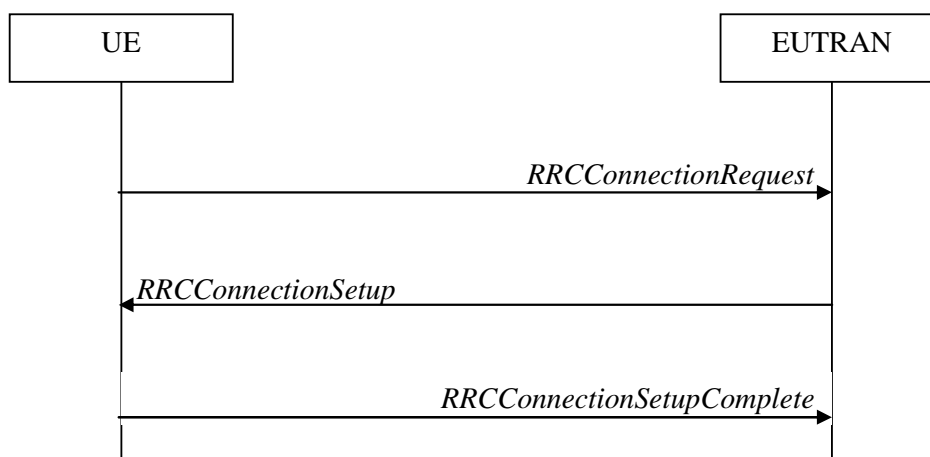 UE
EUTRAN
RRCConnectionRequest
RRCConnectionSetup
RRCConnectionSetupComplete